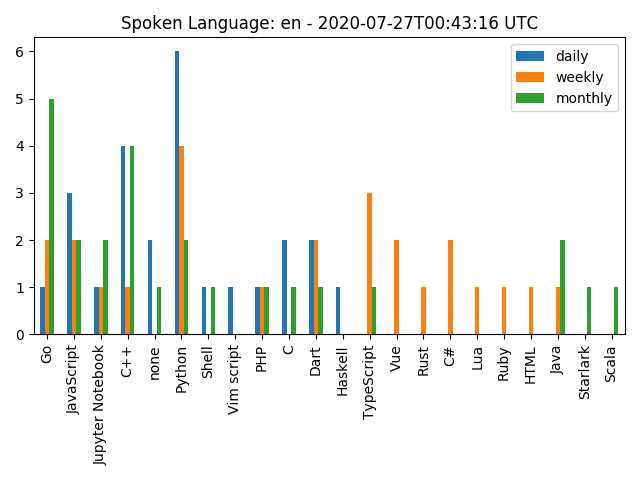 Spoken Language: en - 2020-07-27T00:43:16 UTC
daily
weekly
monthly
6
5
4
3
2
1
0
Go
JavaScript
Jupyter Notebook
C++
none
Python
Shell
Vim script
PHP
C
Dart
Haskell
TypeScript
Vue
Rust
C#
Lua
Ruby
HTML
Java
Starlark
Scala